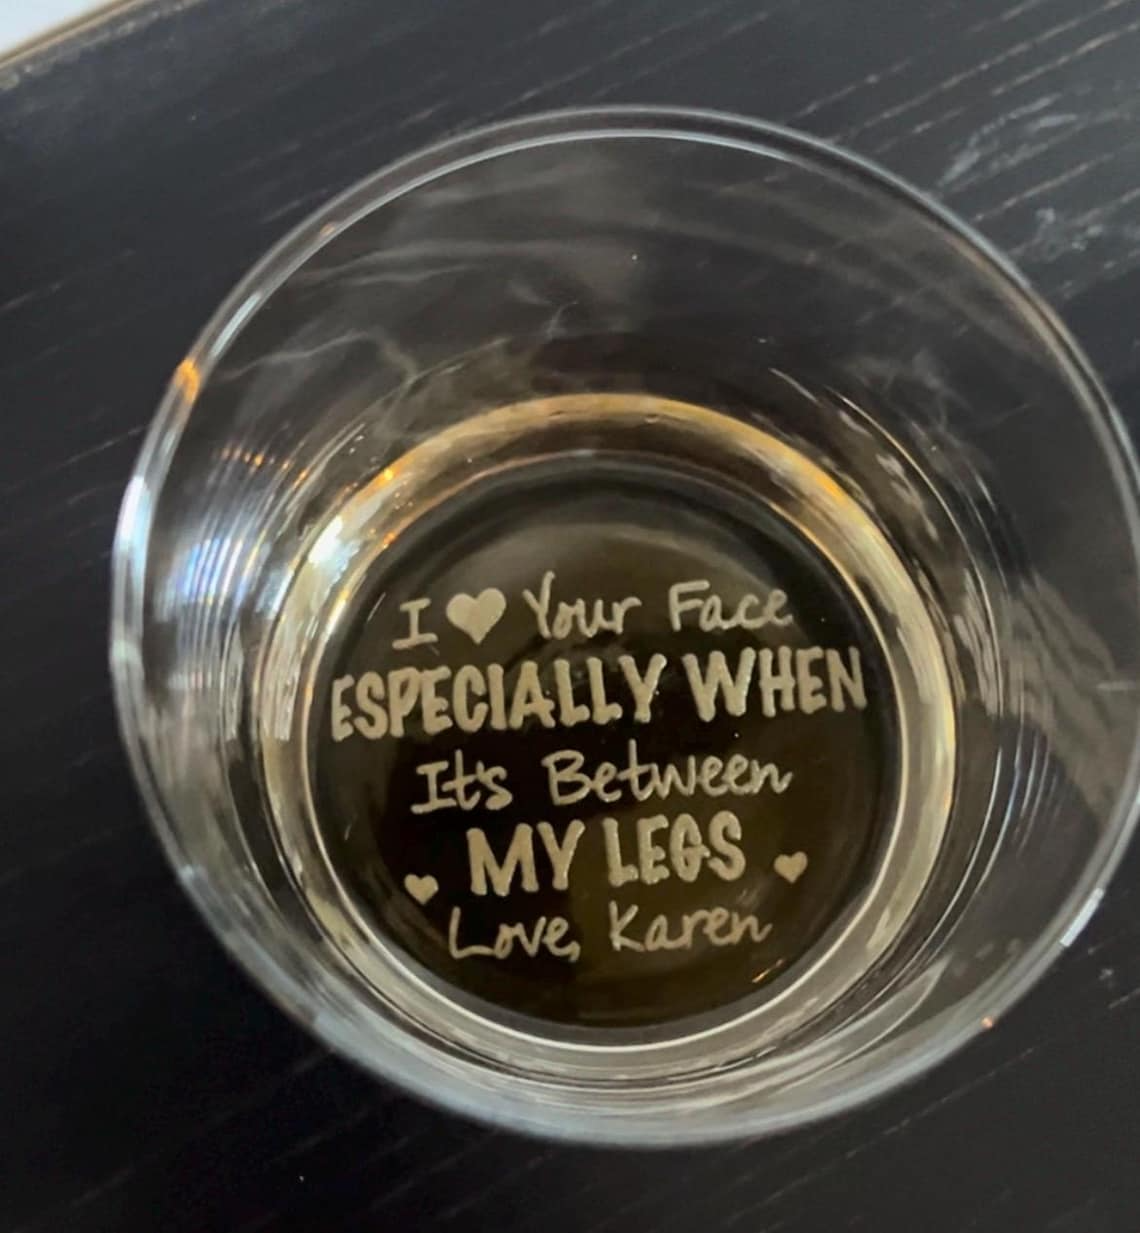 I ♥ Your Face
ESPECIALLY WHEN
It's Between
MY LEGS
Love, Karen